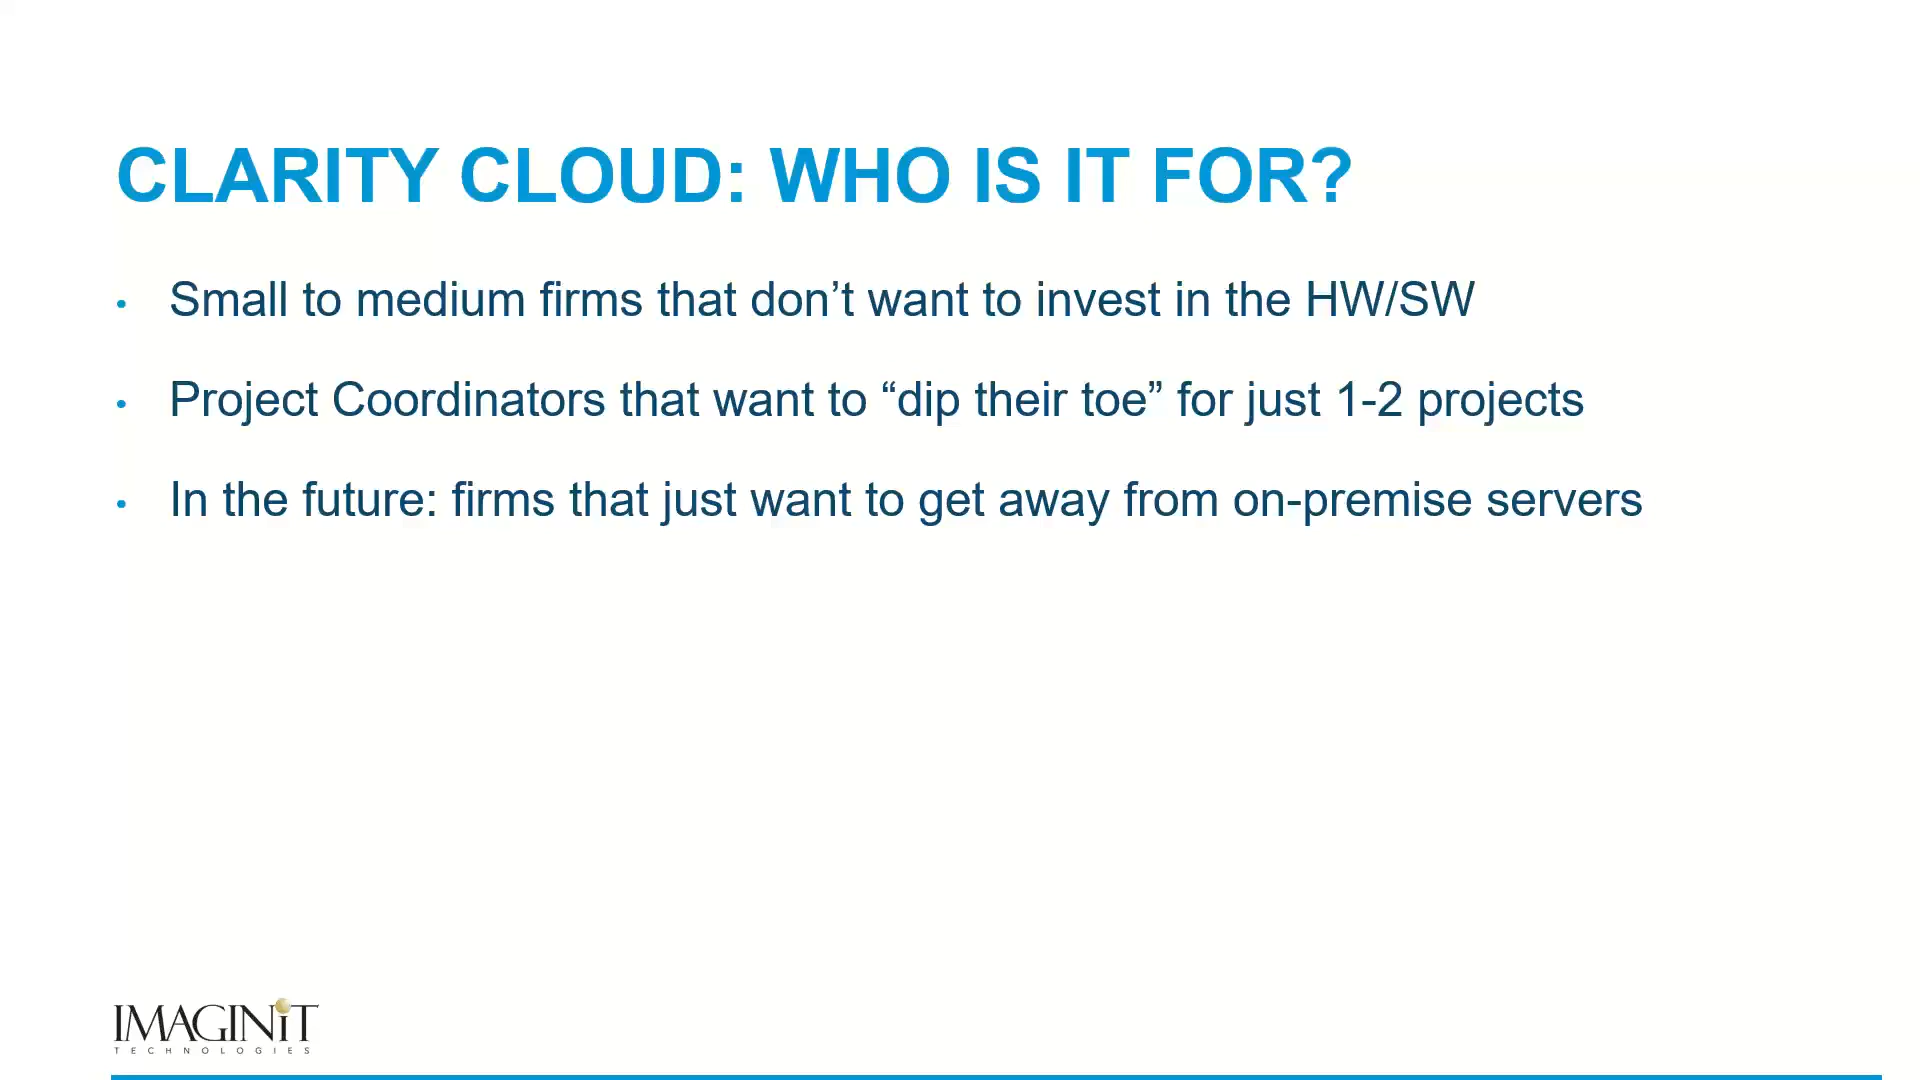 CLARITY CLOUD: WHO IS IT FOR?
• Small to medium firms that don’t want to invest in the HW/SW
• Project Coordinators that want to “dip their toe” for just 1-2 projects
• In the future: firms that just want to get away from on-premise servers
IMAGINiT
TECHNOLOGIES